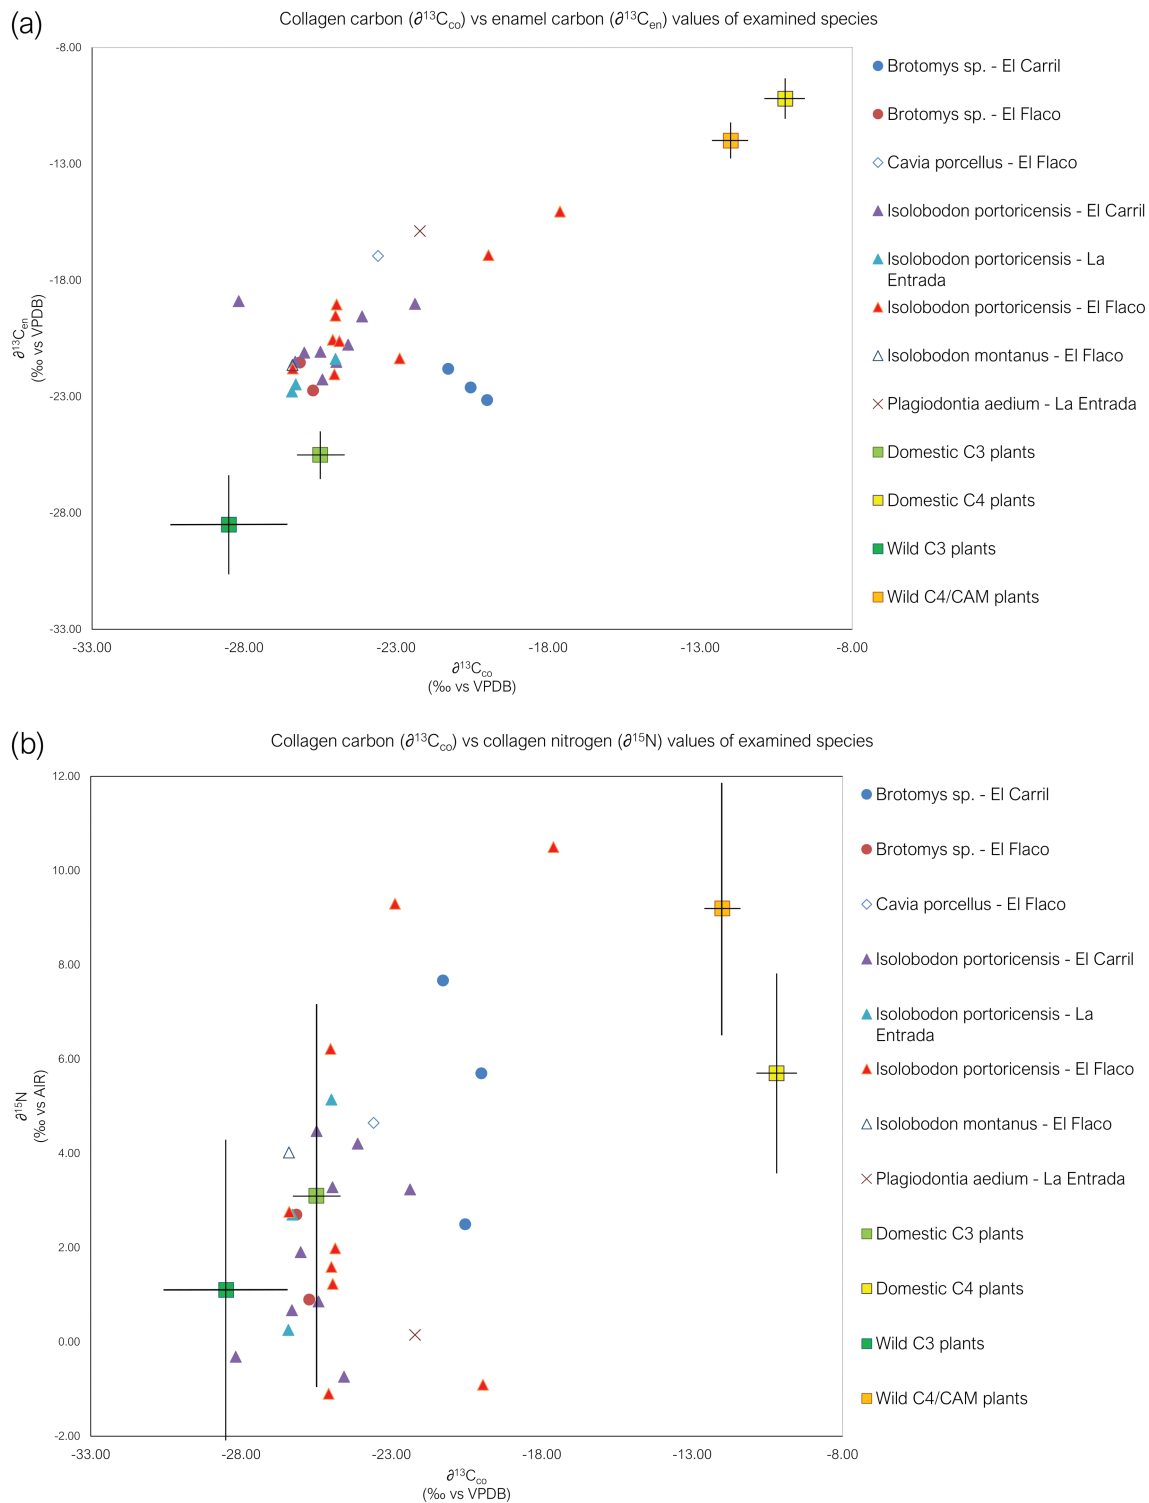 (a)
Collagen carbon (∂¹³Cco) vs enamel carbon (∂¹³Cen) values of examined species
-8.00
-13.00
-18.00
-23.00
-28.00
-33.00
∂¹³Cen
(‰ vs VPDB)
-33.00 -28.00 -23.00 -18.00 -13.00 -8.00
∂¹³Cco
(‰ vs VPDB)
Brotomys sp. - El Carril
Brotomys sp. - El Flaco
Cavia porcellus - El Flaco
Isolobodon portoricensis - El Carril
Isolobodon portoricensis - La
Entrada
Isolobodon portoricensis - El Flaco
Isolobodon montanus - El Flaco
Plagiodontia aedium - La Entrada
Domestic C3 plants
Domestic C4 plants
Wild C3 plants
Wild C4/CAM plants
(b)
Collagen carbon (∂¹³Cco) vs collagen nitrogen (∂¹⁵N) values of examined species
12.00
10.00
8.00
6.00
4.00
2.00
0.00
-2.00
∂¹⁵N
(‰ vs AIR)
-33.00 -28.00 -23.00 -18.00 -13.00 -8.00
∂¹³Cco
(‰ vs VPDB)
Brotomys sp. - El Carril
Brotomys sp. - El Flaco
Cavia porcellus - El Flaco
Isolobodon portoricensis - El Carril
Isolobodon portoricensis - La
Entrada
Isolobodon portoricensis - El Flaco
Isolobodon montanus - El Flaco
Plagiodontia aedium - La Entrada
Domestic C3 plants
Domestic C4 plants
Wild C3 plants
Wild C4/CAM plants